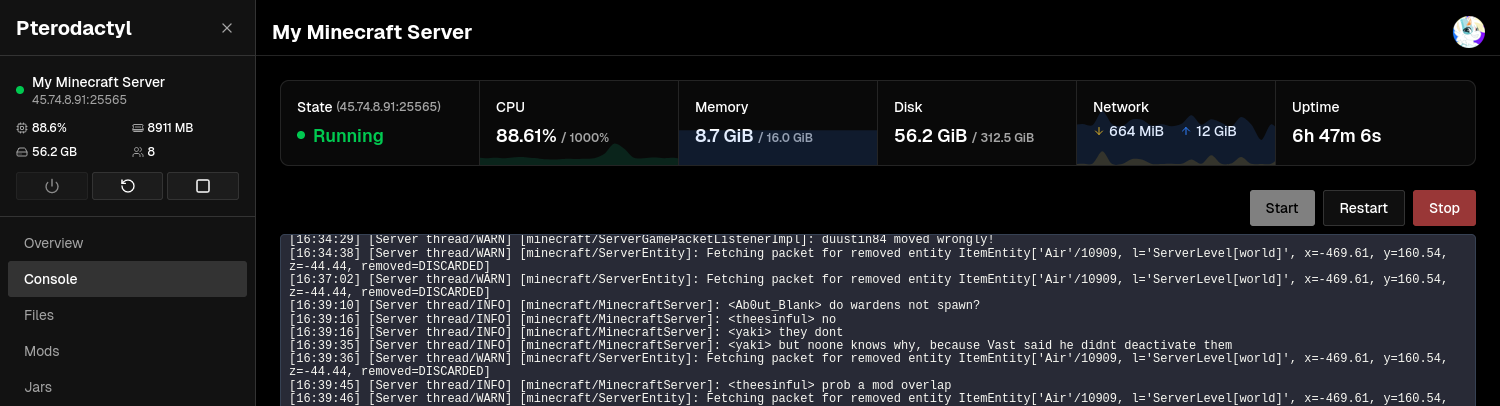 Pterodactyl
My Minecraft Server
45.74.8.91:25565
88.6% 8911 MB
56.2 GB 8
Overview
Console
Files
Mods
Jars
My Minecraft Server
State (45.74.8.91:25565)
Running
CPU
88.61% / 1000%
Memory
8.7 GiB / 16.0 GiB
Disk
56.2 GiB / 312.5 GiB
Network
↓ 664 MiB ↑ 12 GiB
Uptime
6h 47m 6s
Start Restart Stop
[16:34:29] [Server thread/WARN] [minecraft/ServerGamePacketListenerImpl]: duustin84 moved wrongly!
[16:34:38] [Server thread/WARN] [minecraft/ServerEntity]: Fetching packet for removed entity ItemEntity['Air'/10909, l='ServerLevel[world]', x=-469.61, y=160.54,
z=-44.44, removed=DISCARDED]
[16:37:02] [Server thread/WARN] [minecraft/ServerEntity]: Fetching packet for removed entity ItemEntity['Air'/10909, l='ServerLevel[world]', x=-469.61, y=160.54,
z=-44.44, removed=DISCARDED]
[16:39:10] [Server thread/INFO] [minecraft/MinecraftServer]: <Ab0ut_Blank> do wardens not spawn?
[16:39:16] [Server thread/INFO] [minecraft/MinecraftServer]: <theesinful> no
[16:39:16] [Server thread/INFO] [minecraft/MinecraftServer]: <yaki> they dont
[16:39:35] [Server thread/INFO] [minecraft/MinecraftServer]: <yaki> but noone knows why, because Vast said he didnt deactivate them
[16:39:36] [Server thread/WARN] [minecraft/ServerEntity]: Fetching packet for removed entity ItemEntity['Air'/10909, l='ServerLevel[world]', x=-469.61, y=160.54,
z=-44.44, removed=DISCARDED]
[16:39:45] [Server thread/INFO] [minecraft/MinecraftServer]: <theesinful> prob a mod overlap
[16:39:46] [Server thread/WARN] [minecraft/ServerEntity]: Fetching packet for removed entity ItemEntity['Air'/10909, l='ServerLevel[world]', x=-469.61, y=160.54,